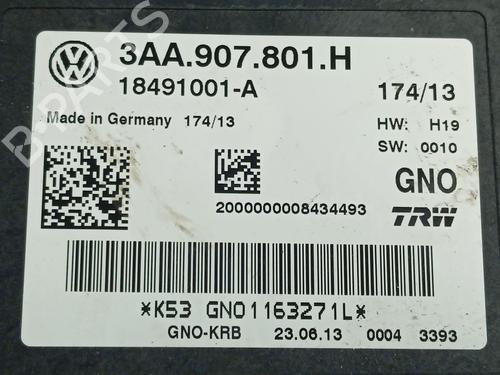 3AA.907.801.H
18491001-A 174/13
Made in Germany 174/13 HW: H19
SW: 0010
GNO
2000000008434493 TRW
*K53 GNO1163271L*
GNO-KRB 23.06.13 0004 3393
B-PARTS